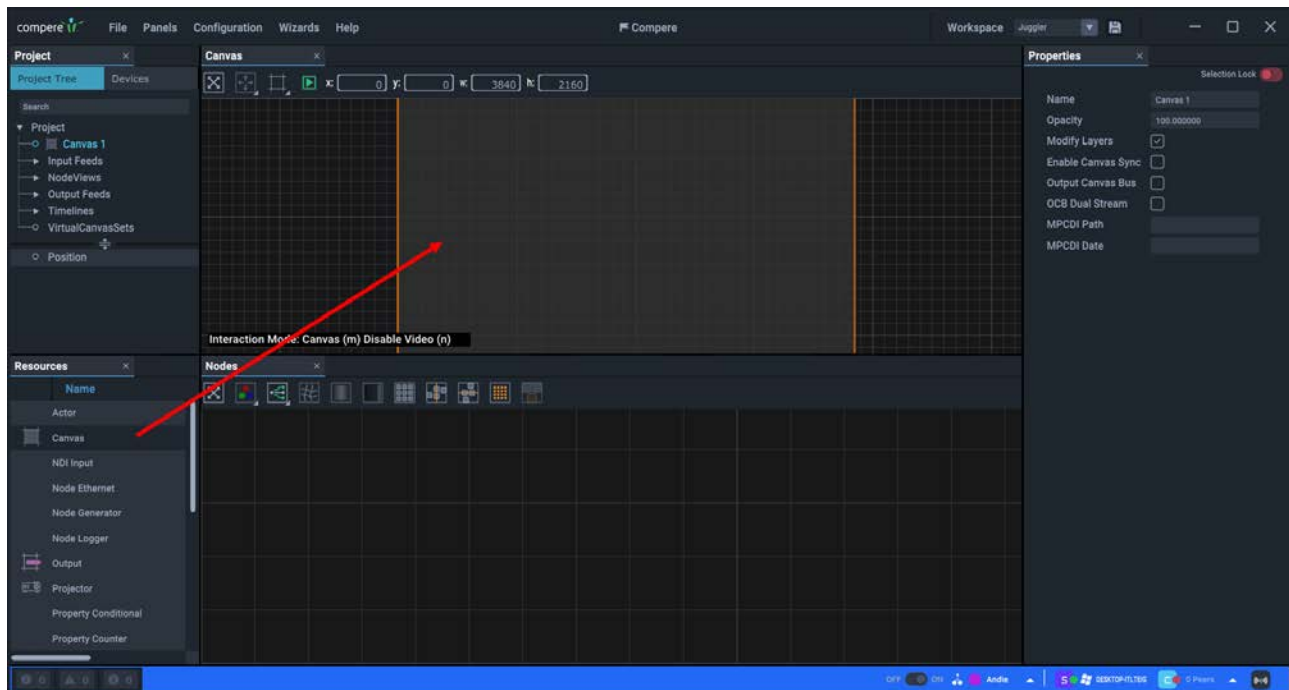 compere
File Panels Configuration Wizards Help
Compere
Workspace Juggler
Project ×
Project Tree Devices
Search
Project
Canvas 1
Input Feeds
NodeViews
Output Feeds
Timelines
VirtualCanvasSets
Position
Canvas ×
x: 0 y: 0 w: 3840 h: 2160
Interaction Mode: Canvas (m) Disable Video (n)
Properties ×
Selection Lock
Name Canvas 1
Opacity 100.000000
Modify Layers
Enable Canvas Sync
Output Canvas Bus
OCB Dual Stream
MPCDI Path
MPCDI Date
Resources ×
Name
Actor
Canvas
NDI Input
Node Ethernet
Node Generator
Node Logger
Output
Projector
Property Conditional
Property Counter
Nodes ×
0 0 0
OFF ON Andie S C 0 Peers